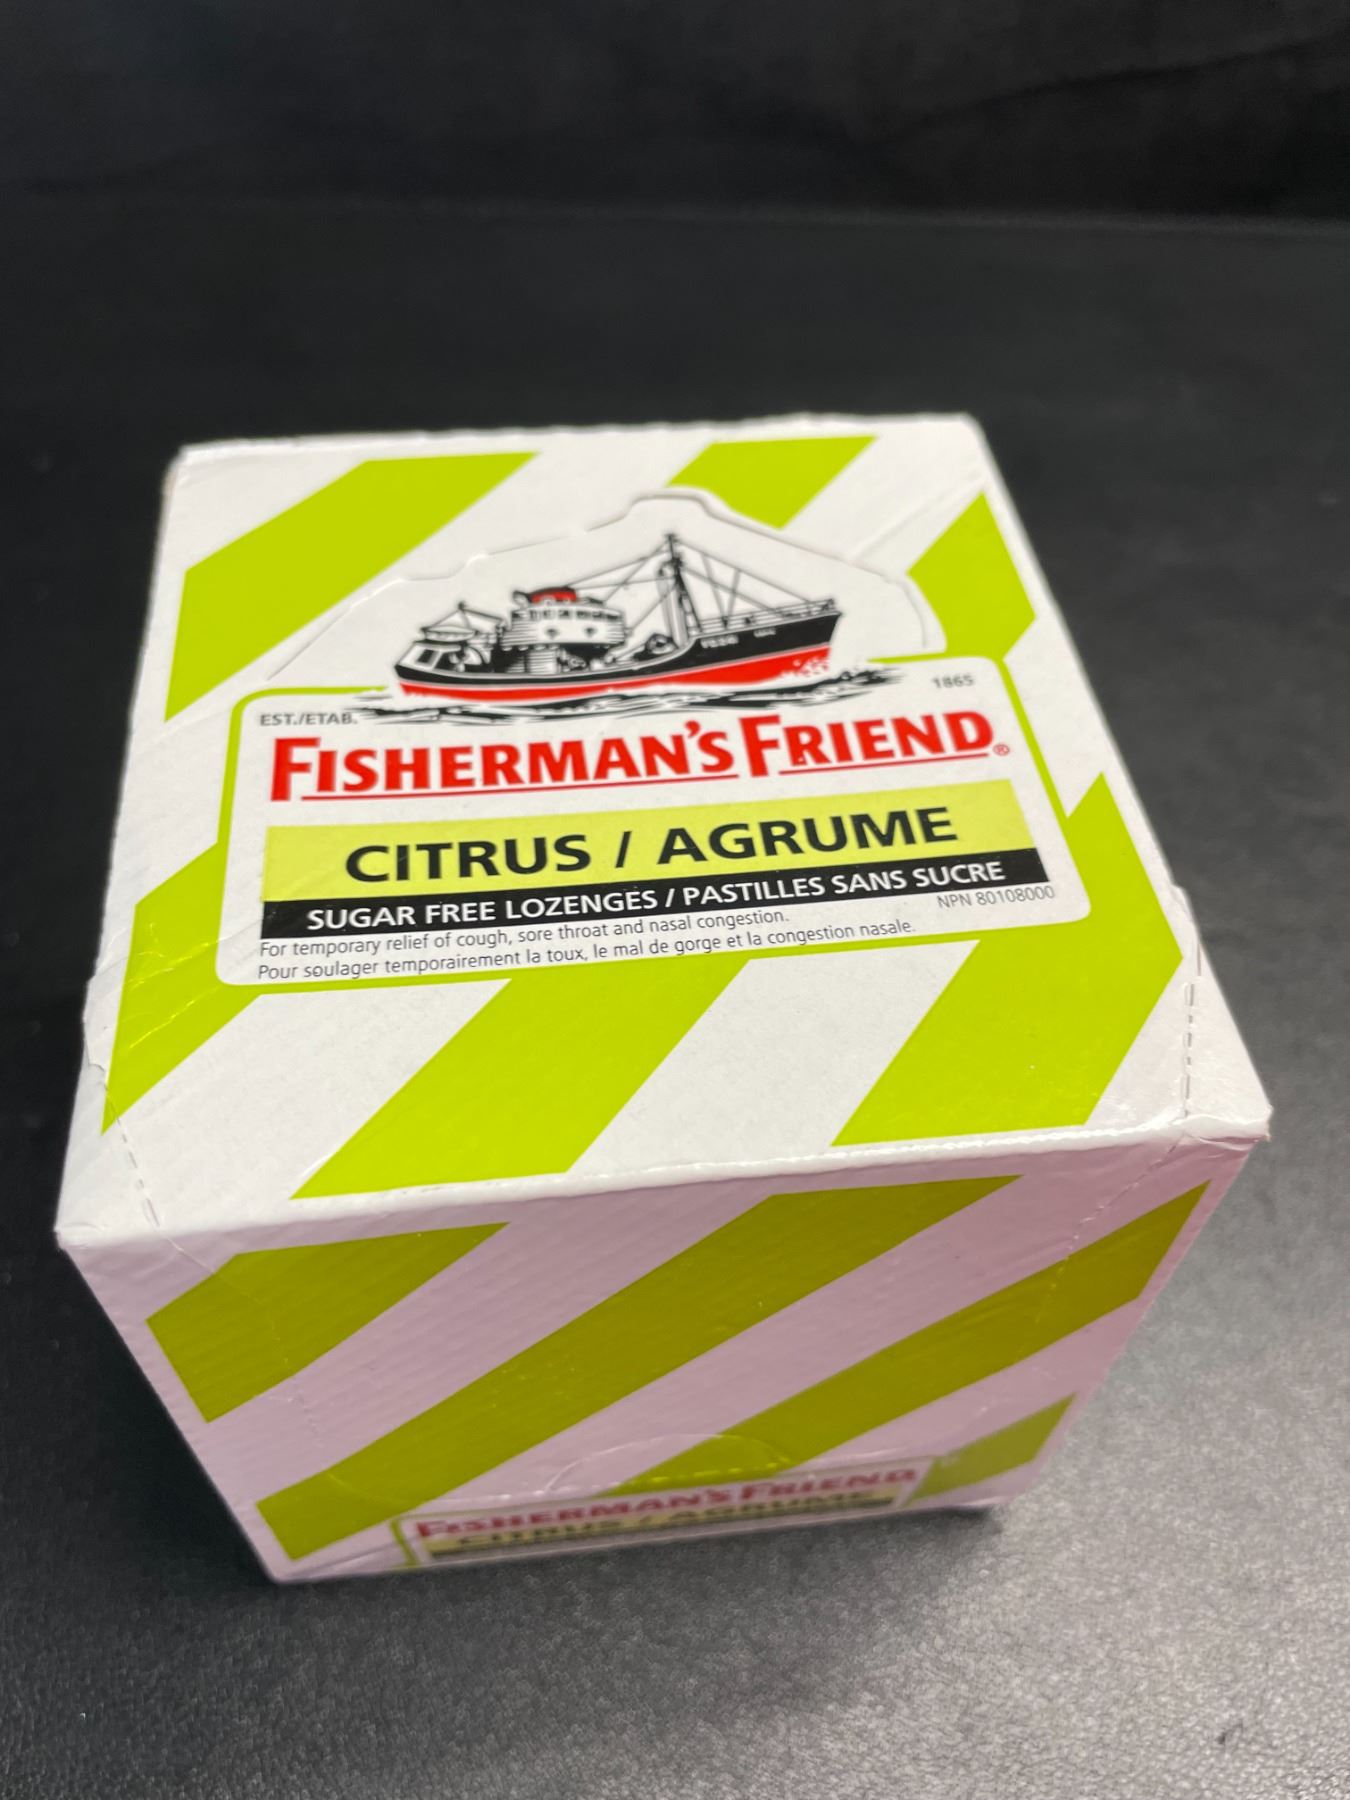 EST./ETAB.
1865
FISHERMAN'S FRIEND®
CITRUS / AGRUME
SUGAR FREE LOZENGES / PASTILLES SANS SUCRE
NPN 80108000
For temporary relief of cough, sore throat and nasal congestion.
Pour soulager temporairement la toux, le mal de gorge et la congestion nasale.
FISHERMAN'S FRIEND
CITRUS / AGRUME